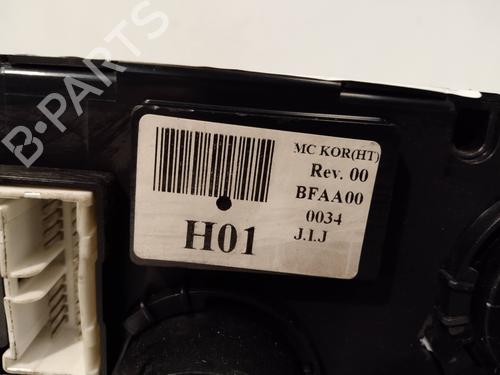 B-PARTS
MC KOR(HT)
Rev. 00
BFAA00
0034
J.I.J
H01